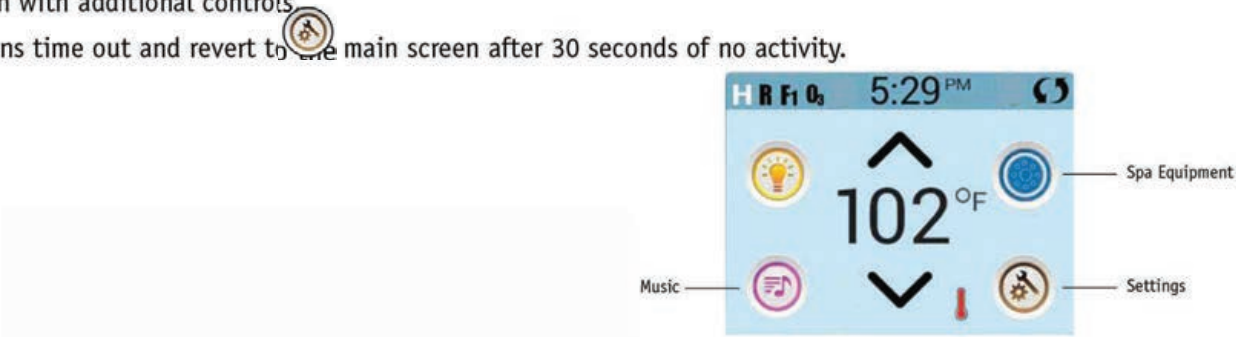 with additional controls.
time out and revert to the main screen after 30 seconds of no activity.
H R F1 O3 5:29 PM
102 °F
Spa Equipment
Music
Settings